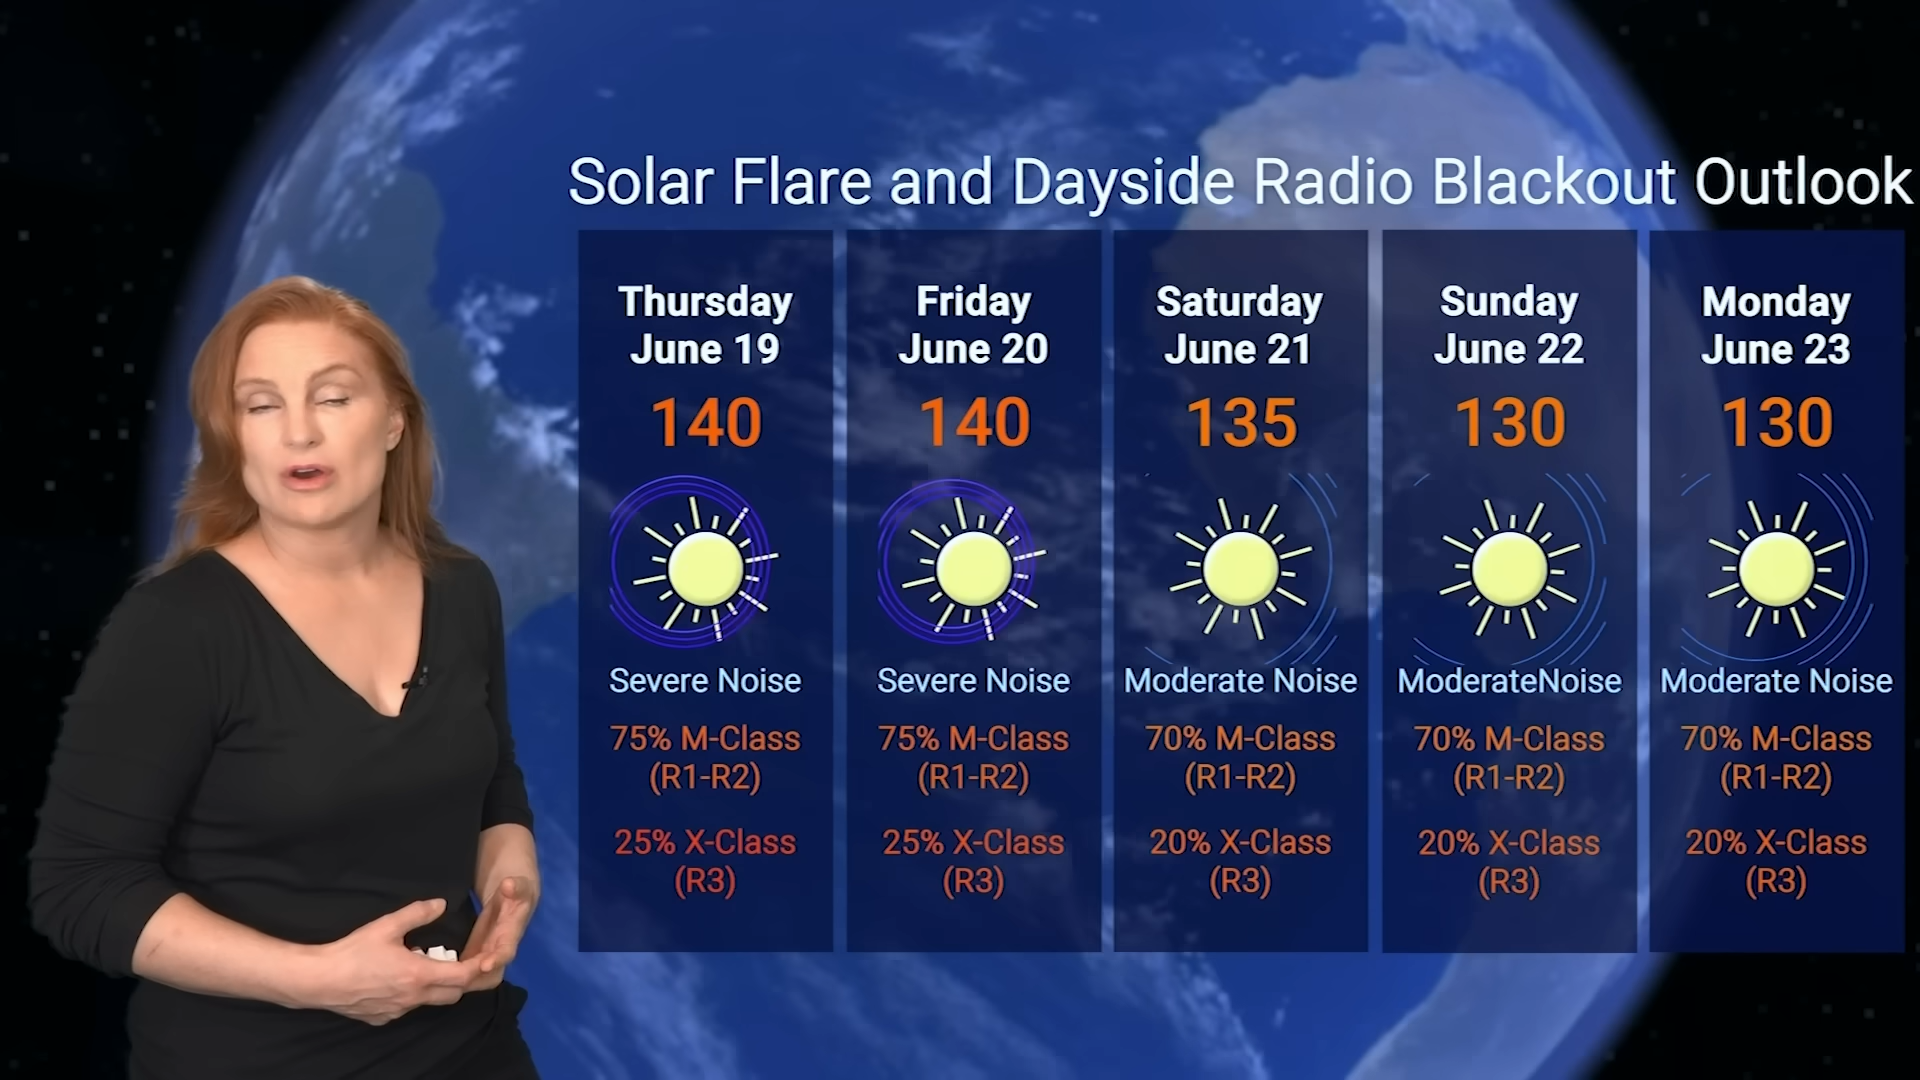 Solar Flare and Dayside Radio Blackout Outlook
Thursday
June 19
140
Severe Noise
75% M-Class
(R1-R2)
25% X-Class
(R3)
Friday
June 20
140
Severe Noise
75% M-Class
(R1-R2)
25% X-Class
(R3)
Saturday
June 21
135
Moderate Noise
70% M-Class
(R1-R2)
20% X-Class
(R3)
Sunday
June 22
130
ModerateNoise
70% M-Class
(R1-R2)
20% X-Class
(R3)
Monday
June 23
130
Moderate Noise
70% M-Class
(R1-R2)
20% X-Class
(R3)